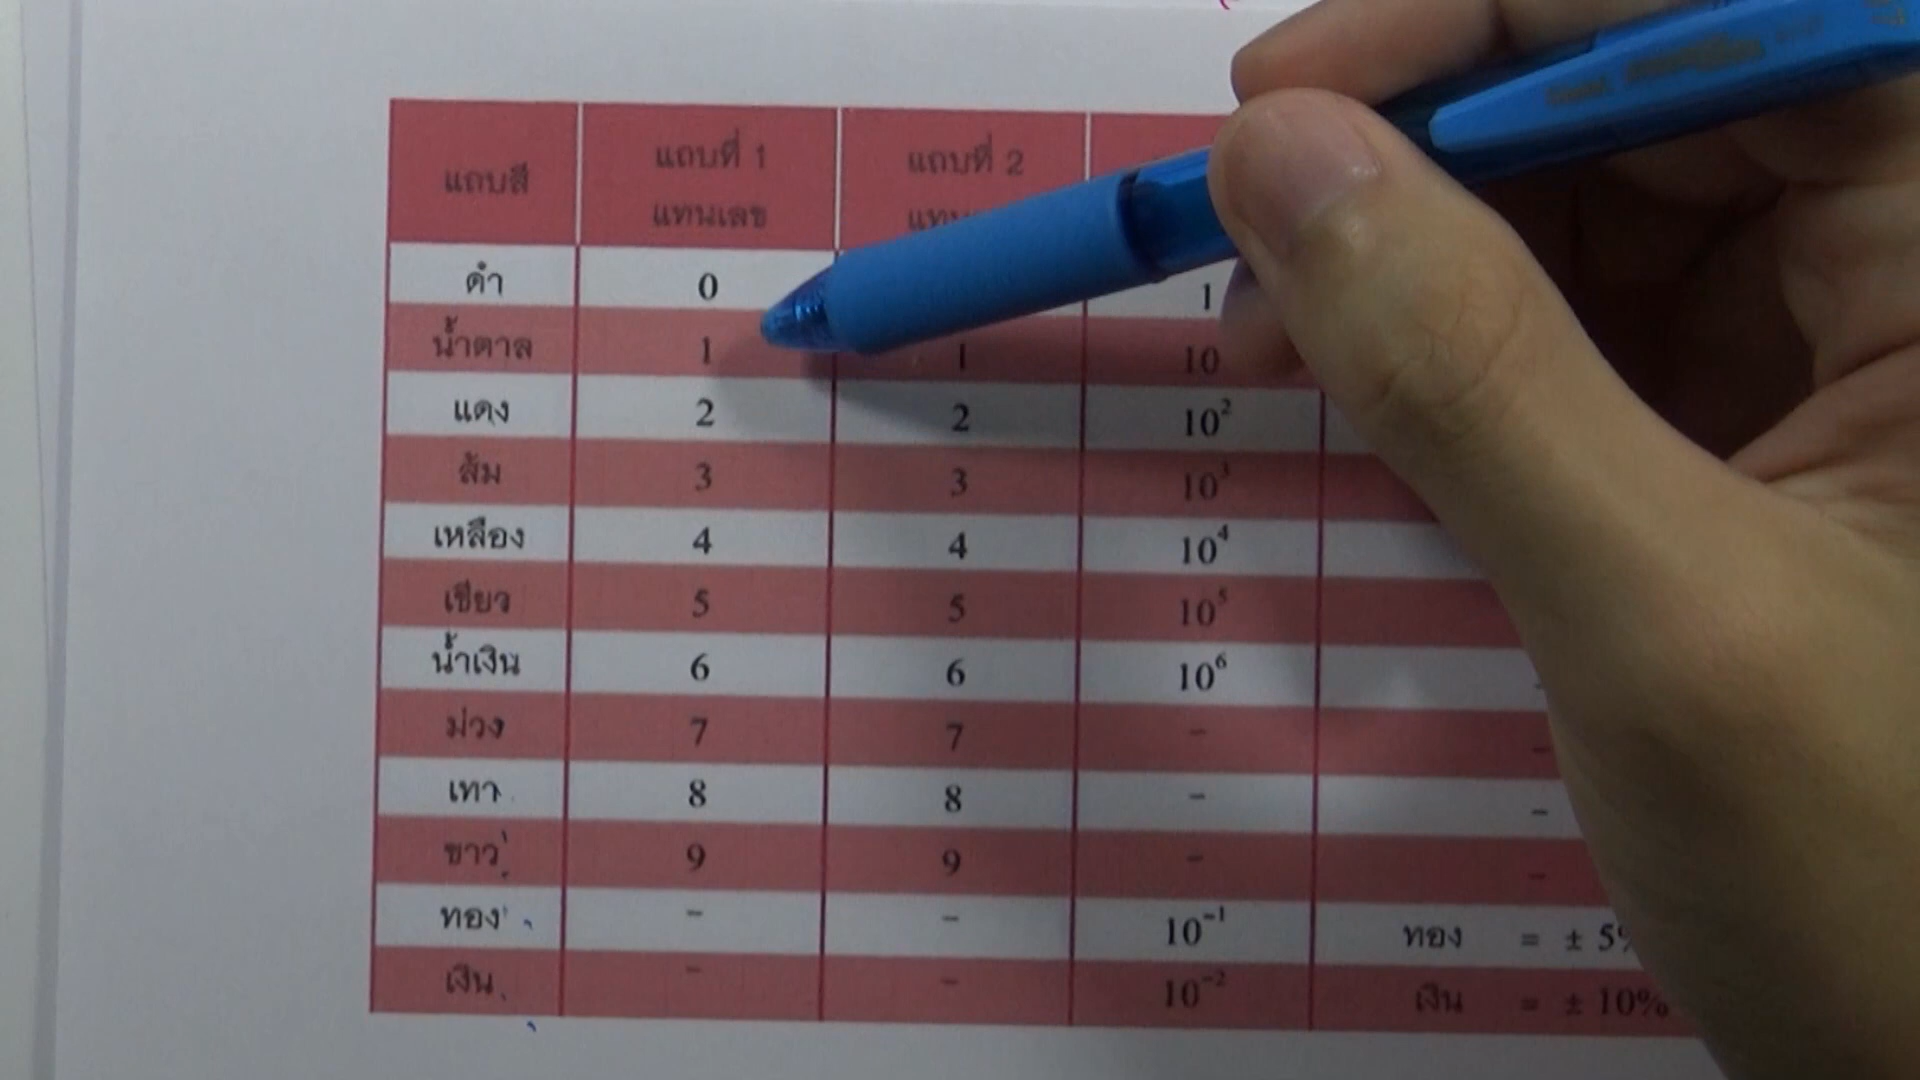 แถบสี แถบที่ 1 แทนเลข แถบที่ 2
ดำ 0 1
น้ำตาล 1 1 10
แดง 2 2 10²
ส้ม 3 3 10³
เหลือง 4 4 10⁴
เขียว 5 5 10⁵
น้ำเงิน 6 6 10⁶
ม่วง 7 7 - -
เทา 8 8 - -
ขาว 9 9 - -
ทอง - - 10⁻¹ ทอง = ± 5%
เงิน - - 10⁻² เงิน = ± 10%